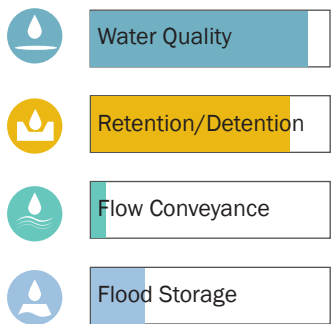 Water Quality
Retention/Detention
Flow Conveyance
Flood Storage